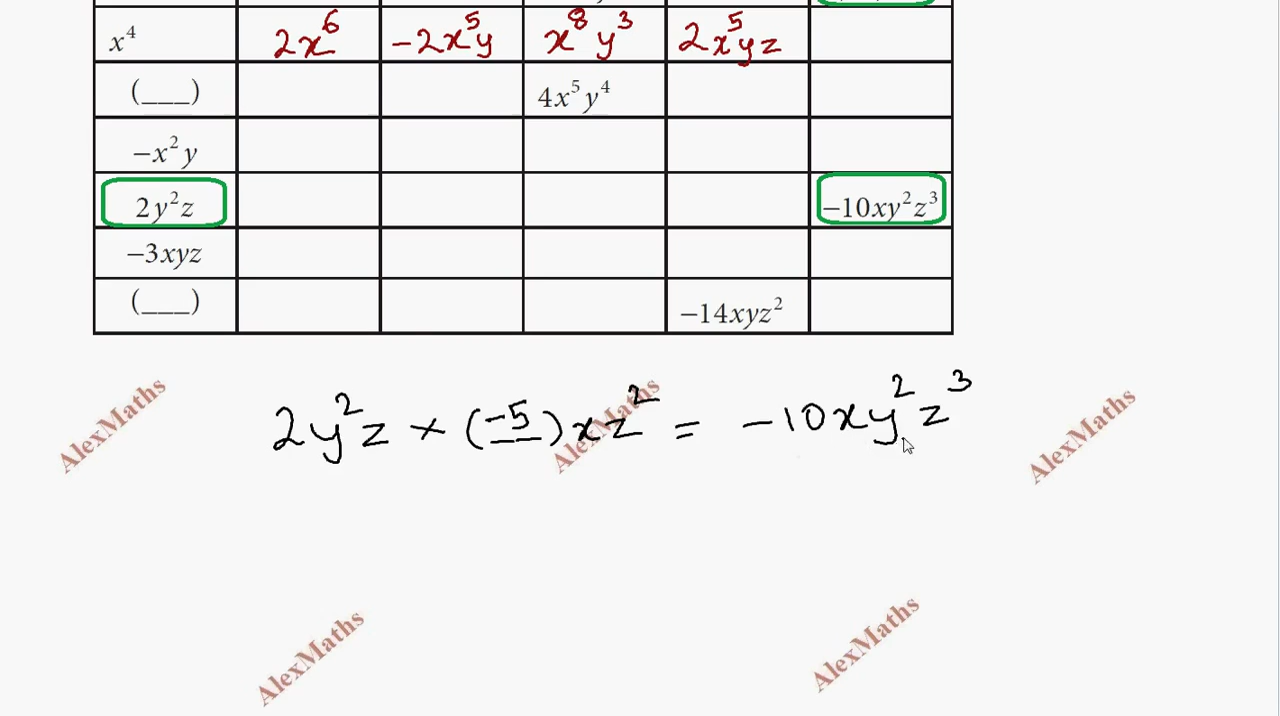 x⁴ 2x⁶ -2x⁵y x⁸y³ 2x⁵yz
(___) 4x⁵y⁴
−x²y
2y²z −10xy²z³
−3xyz
(___) −14xyz²
2y²z × (-5)xz² = -10xy²z³
AlexMaths AlexMaths AlexMaths
AlexMaths AlexMaths